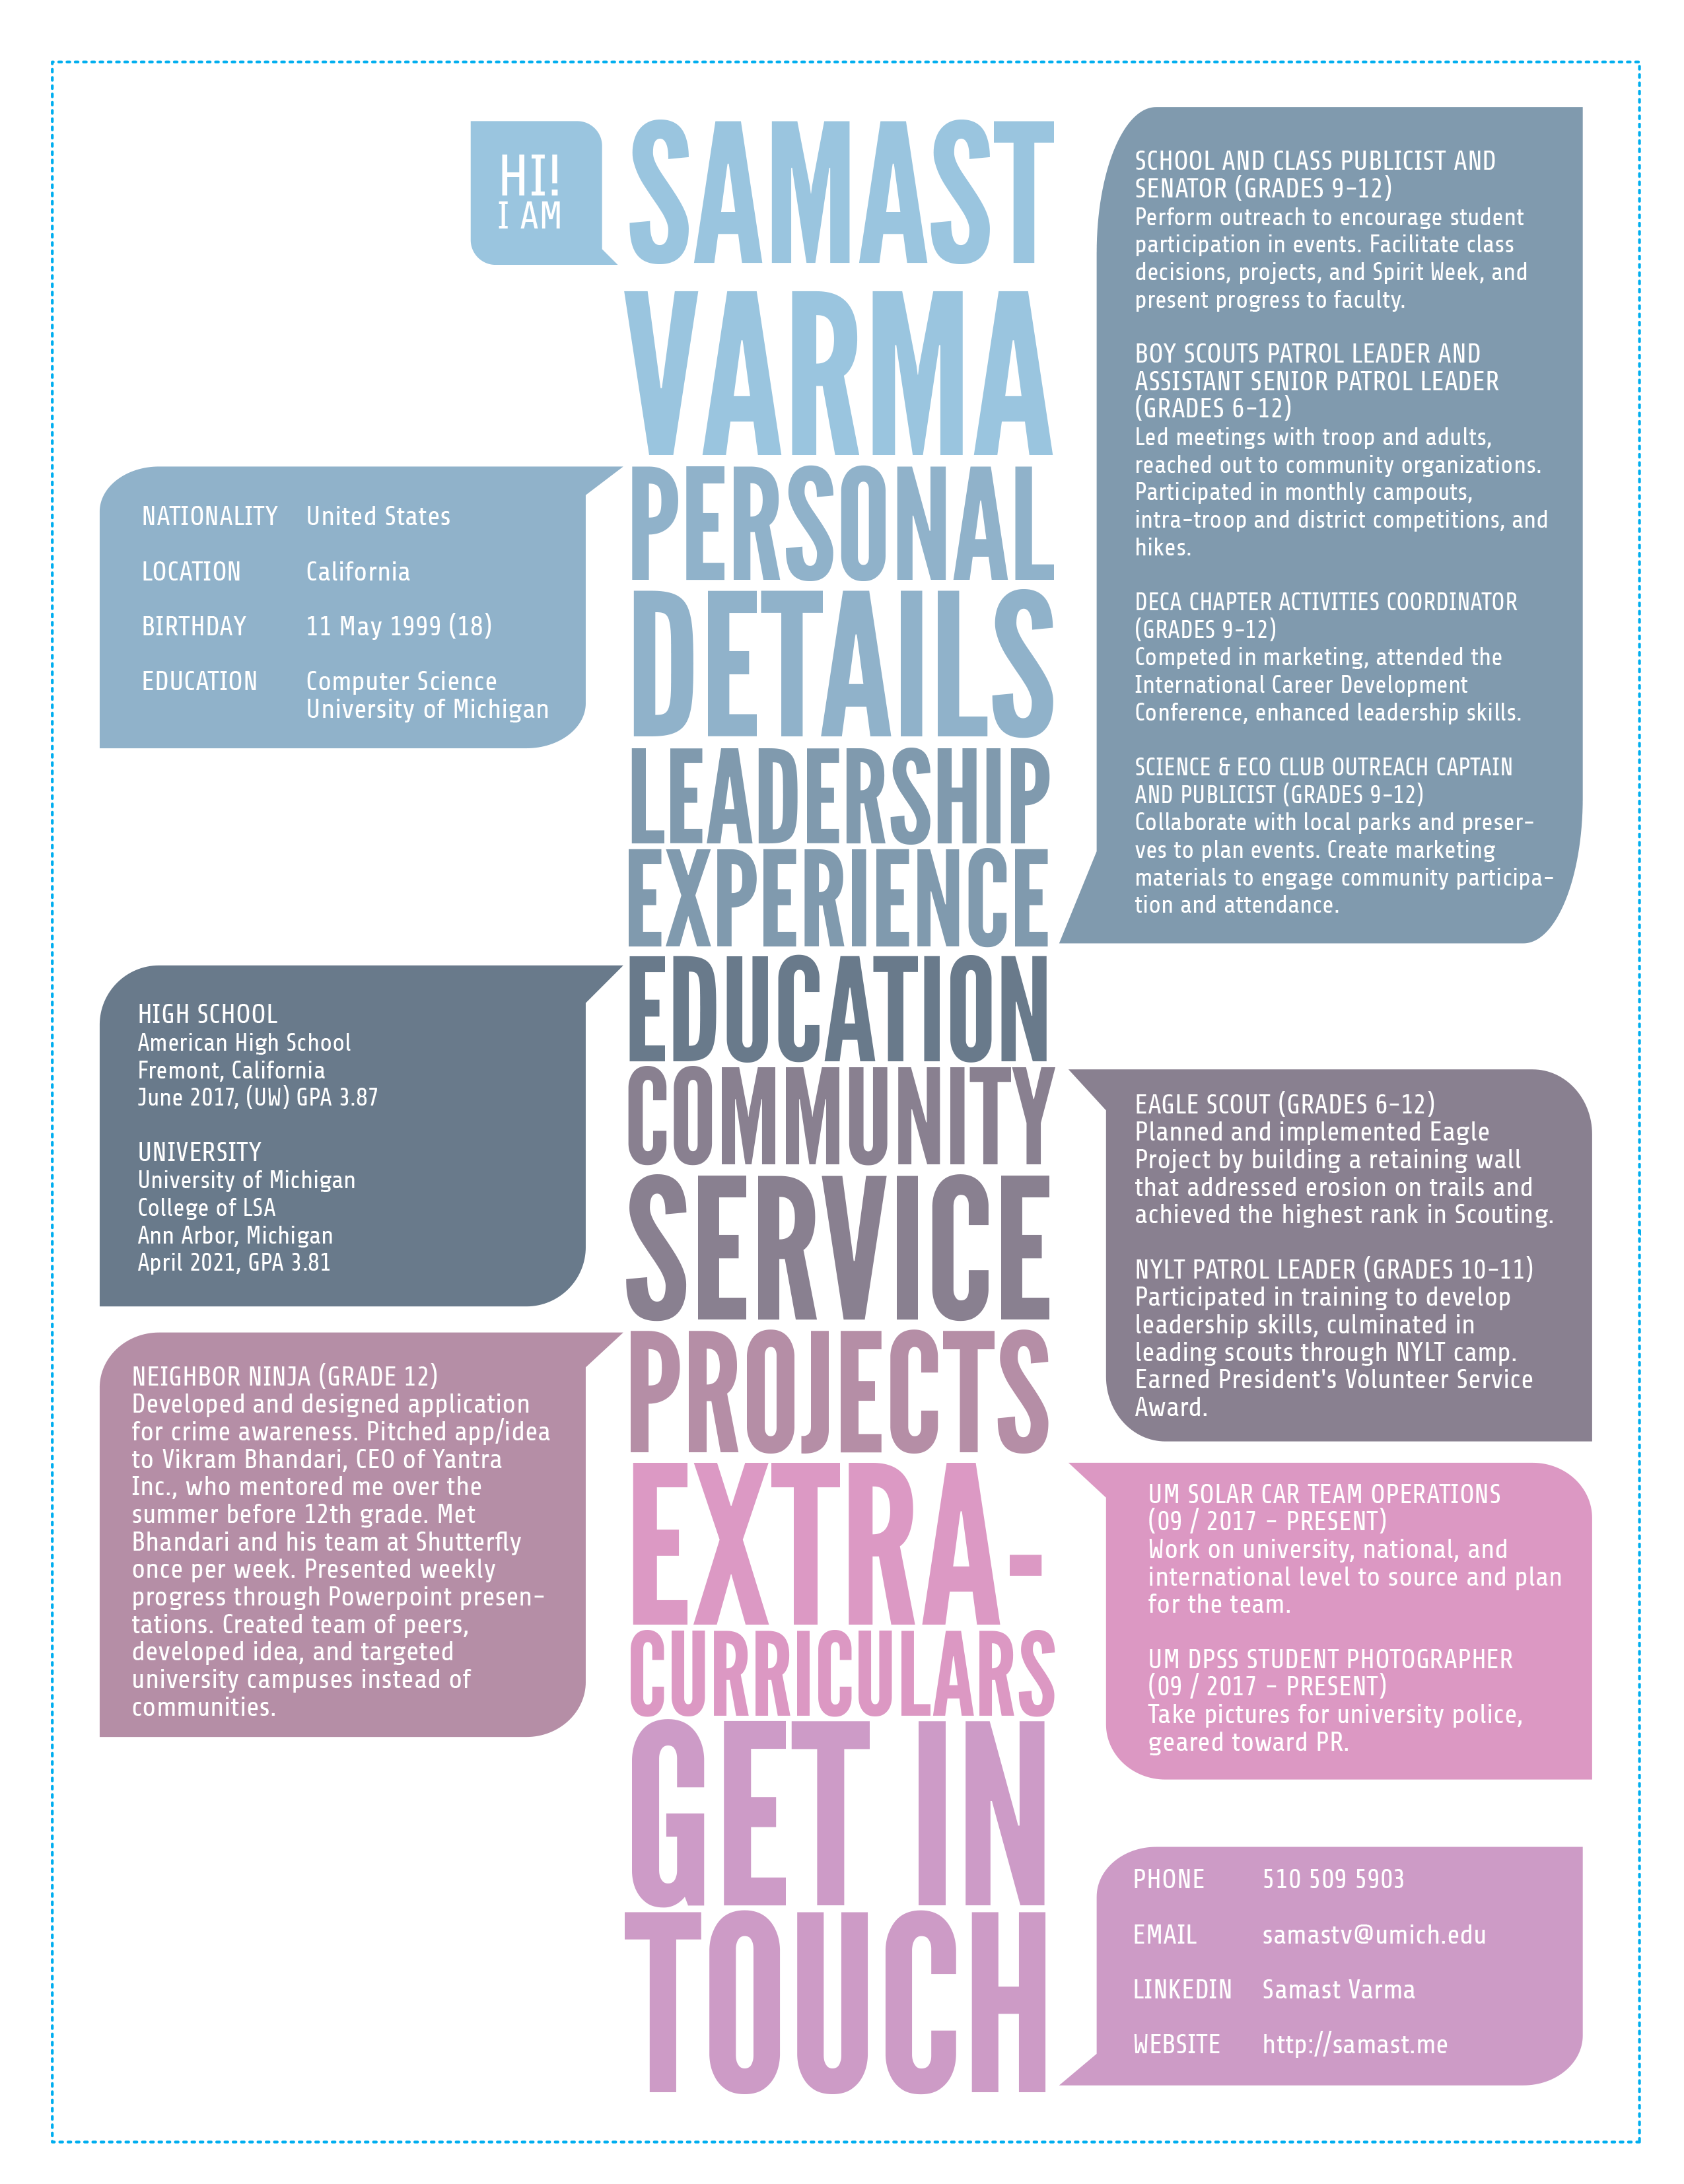 HI!
I AM
SAMAST
VARMA
PERSONAL
DETAILS
NATIONALITY United States
LOCATION California
BIRTHDAY 11 May 1999 (18)
EDUCATION Computer Science
University of Michigan
LEADERSHIP
EXPERIENCE
SCHOOL AND CLASS PUBLICIST AND
SENATOR (GRADES 9-12)
Perform outreach to encourage student
participation in events. Facilitate class
decisions, projects, and Spirit Week, and
present progress to faculty.
BOY SCOUTS PATROL LEADER AND
ASSISTANT SENIOR PATROL LEADER
(GRADES 6-12)
Led meetings with troop and adults,
reached out to community organizations.
Participated in monthly campouts,
intra-troop and district competitions, and
hikes.
DECA CHAPTER ACTIVITIES COORDINATOR
(GRADES 9-12)
Competed in marketing, attended the
International Career Development
Conference, enhanced leadership skills.
SCIENCE & ECO CLUB OUTREACH CAPTAIN
AND PUBLICIST (GRADES 9-12)
Collaborate with local parks and preser-
ves to plan events. Create marketing
materials to engage community participa-
tion and attendance.
EDUCATION
HIGH SCHOOL
American High School
Fremont, California
June 2017, (UW) GPA 3.87
UNIVERSITY
University of Michigan
College of LSA
Ann Arbor, Michigan
April 2021, GPA 3.81
COMMUNITY
SERVICE
EAGLE SCOUT (GRADES 6-12)
Planned and implemented Eagle
Project by building a retaining wall
that addressed erosion on trails and
achieved the highest rank in Scouting.
NYLT PATROL LEADER (GRADES 10-11)
Participated in training to develop
leadership skills, culminated in
leading scouts through NYLT camp.
Earned President's Volunteer Service
Award.
PROJECTS
NEIGHBOR NINJA (GRADE 12)
Developed and designed application
for crime awareness. Pitched app/idea
to Vikram Bhandari, CEO of Yantra
Inc., who mentored me over the
summer before 12th grade. Met
Bhandari and his team at Shutterfly
once per week. Presented weekly
progress through Powerpoint presen-
tations. Created team of peers,
developed idea, and targeted
university campuses instead of
communities.
EXTRA-
CURRICULARS
UM SOLAR CAR TEAM OPERATIONS
(09 / 2017 - PRESENT)
Work on university, national, and
international level to source and plan
for the team.
UM DPSS STUDENT PHOTOGRAPHER
(09 / 2017 - PRESENT)
Take pictures for university police,
geared toward PR.
GET IN
TOUCH
PHONE 510 509 5903
EMAIL samastv@umich.edu
LINKEDIN Samast Varma
WEBSITE http://samast.me